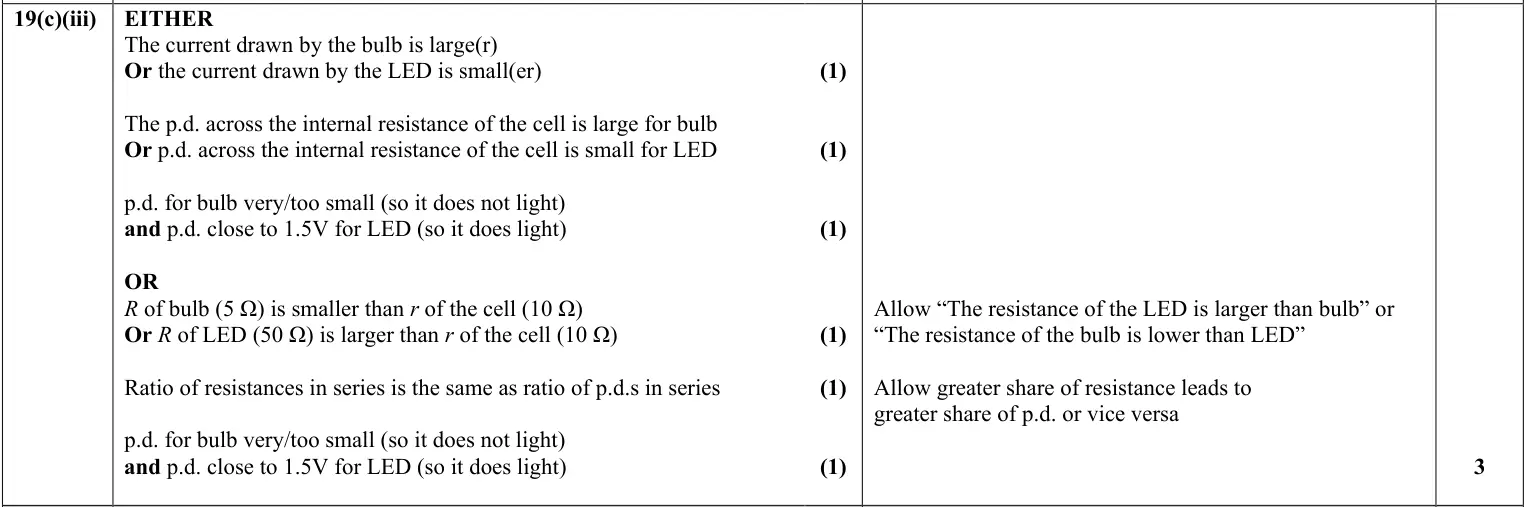 19(c)(iii) EITHER
The current drawn by the bulb is large(r)
Or the current drawn by the LED is small(er) (1)
The p.d. across the internal resistance of the cell is large for bulb
Or p.d. across the internal resistance of the cell is small for LED (1)
p.d. for bulb very/too small (so it does not light)
and p.d. close to 1.5V for LED (so it does light) (1)
OR
R of bulb (5 Ω) is smaller than r of the cell (10 Ω) Allow “The resistance of the LED is larger than bulb” or
Or R of LED (50 Ω) is larger than r of the cell (10 Ω) (1) “The resistance of the bulb is lower than LED”
Ratio of resistances in series is the same as ratio of p.d.s in series (1) Allow greater share of resistance leads to
greater share of p.d. or vice versa
p.d. for bulb very/too small (so it does not light)
and p.d. close to 1.5V for LED (so it does light) (1) 3